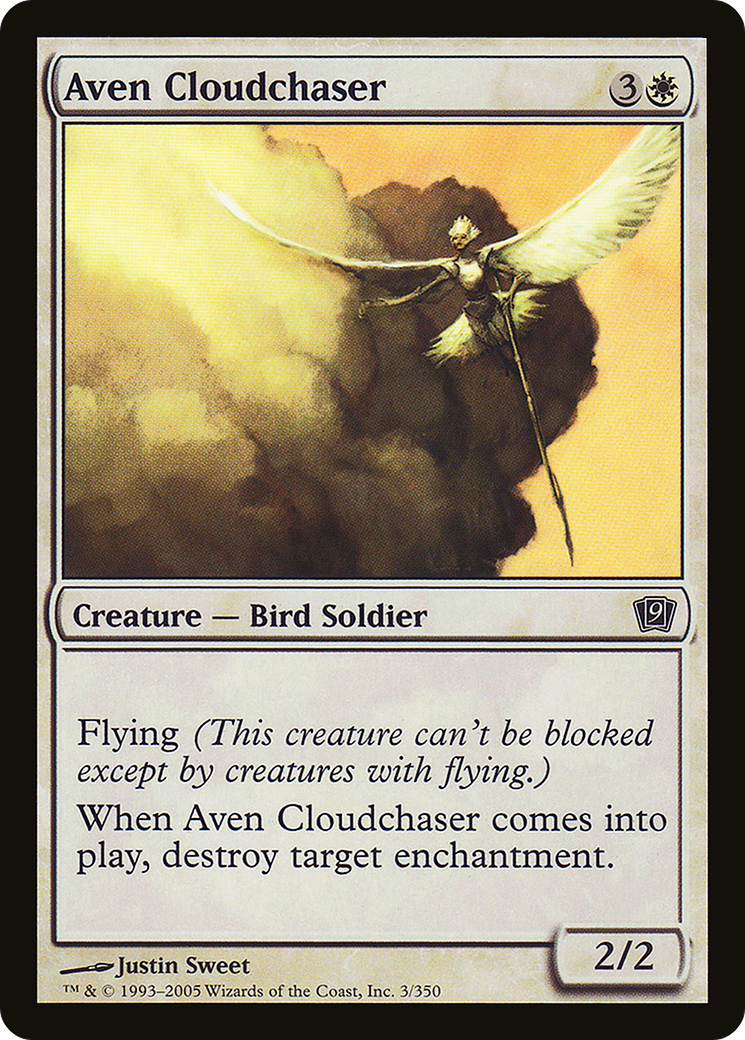 Aven Cloudchaser 3
Creature — Bird Soldier 9
Flying (This creature can't be blocked
except by creatures with flying.)
When Aven Cloudchaser comes into
play, destroy target enchantment.
2/2
Justin Sweet
™ & © 1993–2005 Wizards of the Coast, Inc. 3/350